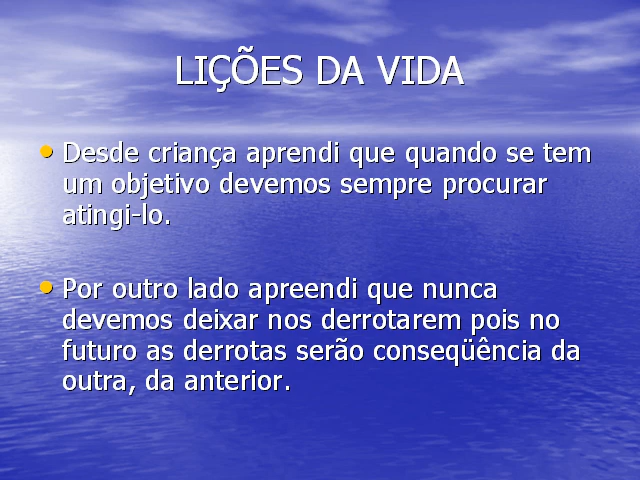 LIÇÕES DA VIDA
• Desde criança aprendi que quando se tem
um objetivo devemos sempre procurar
atingi-lo.
• Por outro lado apreendi que nunca
devemos deixar nos derrotarem pois no
futuro as derrotas serão conseqüência da
outra, da anterior.